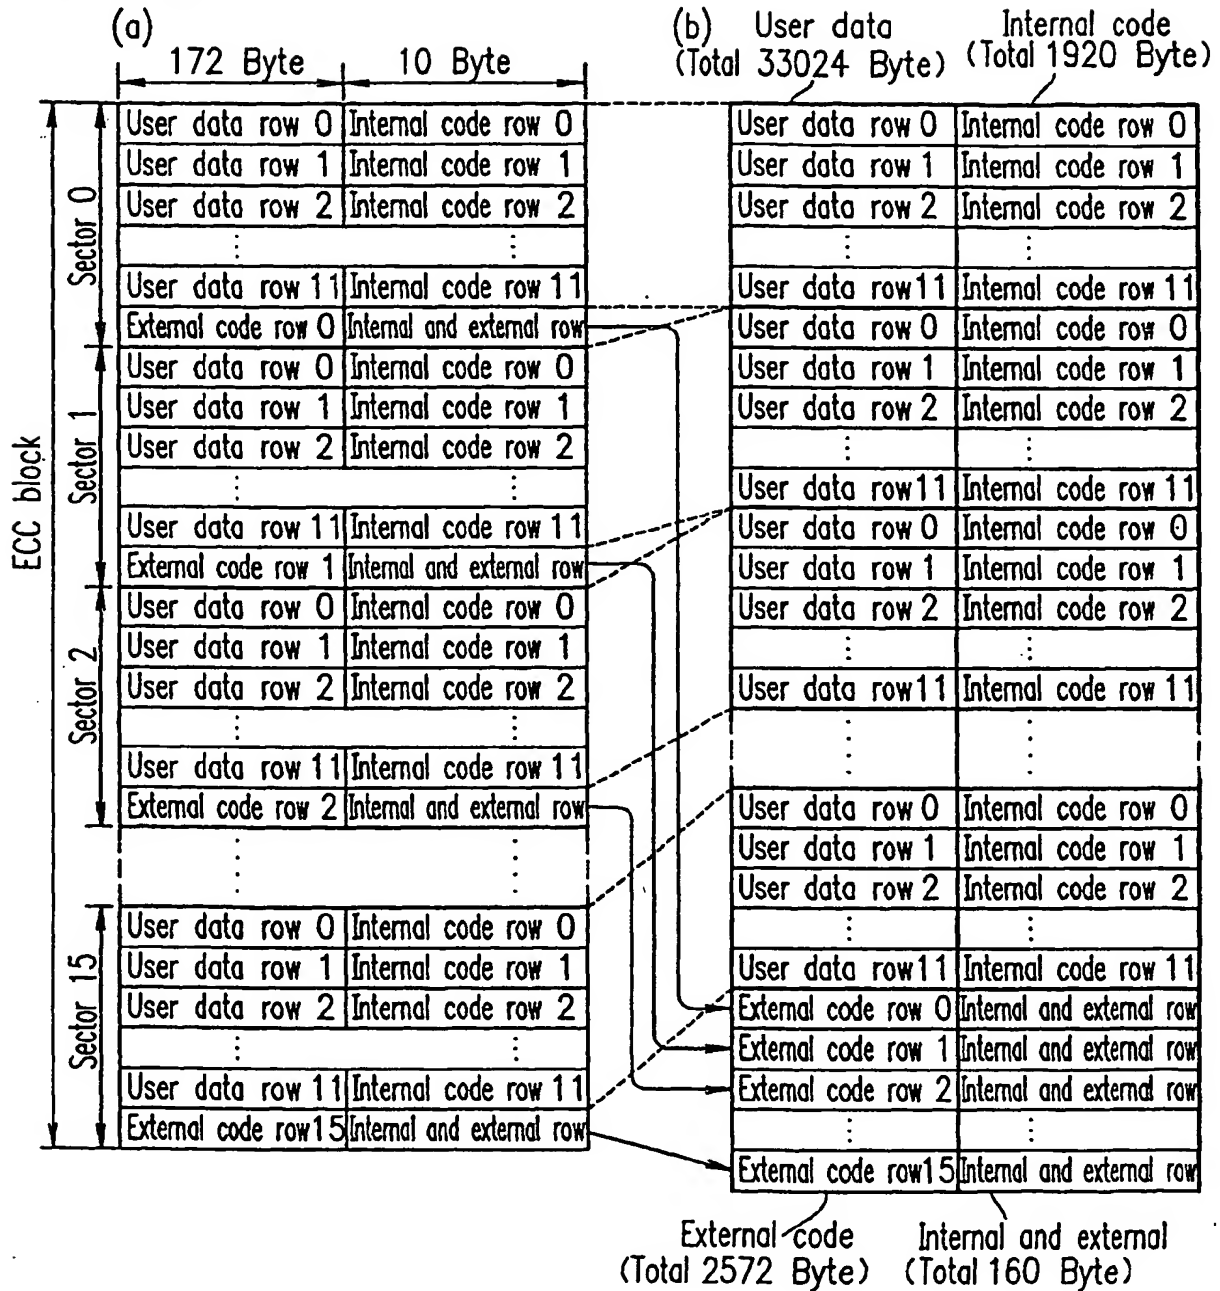 (a)
172 Byte
10 Byte
ECC block
Sector 0
User data row 0 Internal code row 0
User data row 1 Internal code row 1
User data row 2 Internal code row 2
User data row 11 Internal code row 11
External code row 0 Internal and external row
Sector 1
User data row 0 Internal code row 0
User data row 1 Internal code row 1
User data row 2 Internal code row 2
User data row 11 Internal code row 11
External code row 1 Internal and external row
Sector 2
User data row 0 Internal code row 0
User data row 1 Internal code row 1
User data row 2 Internal code row 2
User data row 11 Internal code row 11
External code row 2 Internal and external row
Sector 15
User data row 0 Internal code row 0
User data row 1 Internal code row 1
User data row 2 Internal code row 2
User data row 11 Internal code row 11
External code row15 Internal and external row
(b)
User data
(Total 33024 Byte)
Internal code
(Total 1920 Byte)
User data row 0 Internal code row 0
User data row 1 Internal code row 1
User data row 2 Internal code row 2
User data row11 Internal code row 11
User data row 0 Internal code row 0
User data row 1 Internal code row 1
User data row 2 Internal code row 2
User data row11 Internal code row 11
User data row 0 Internal code row 0
User data row 1 Internal code row 1
User data row 2 Internal code row 2
User data row11 Internal code row 11
User data row 0 Internal code row 0
User data row 1 Internal code row 1
User data row 2 Internal code row 2
User data row11 Internal code row 11
External code row 0 Internal and external row
External code row 1 Internal and external row
External code row 2 Internal and external row
External code row15 Internal and external row
External code
(Total 2572 Byte)
Internal and external
(Total 160 Byte)